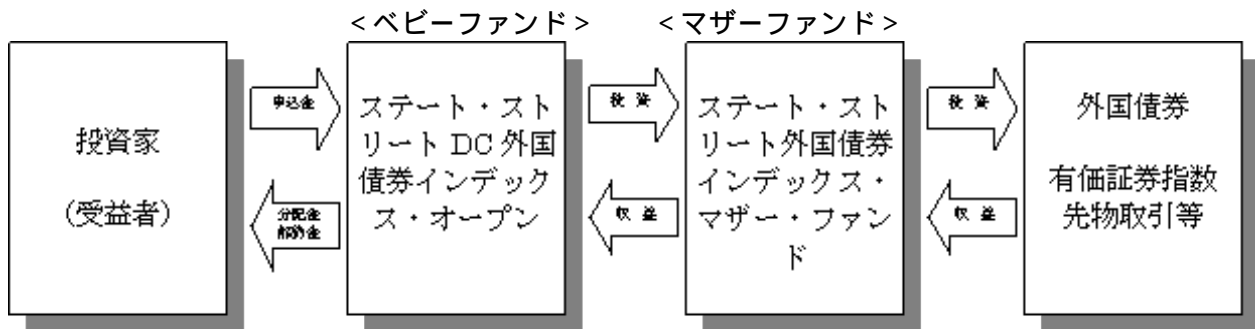 <ベビーファンド>
<マザーファンド>
投資家
(受益者)
申込金
分配金
解約金
ステート・スト
リート DC 外国
債券インデック
ス・オープン
投 資
収 益
ステート・スト
リート外国債券
インデックス・
マザー・ファン
ド
投 資
収 益
外国債券
有価証券指数
先物取引等